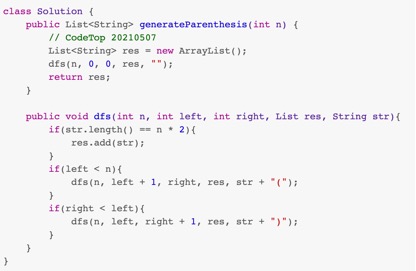 class Solution {
    public List<String> generateParenthesis(int n) {
        // CodeTop 20210507
        List<String> res = new ArrayList();
        dfs(n, 0, 0, res, "");
        return res;
    }

    public void dfs(int n, int left, int right, List res, String str){
        if(str.length() == n * 2){
            res.add(str);
        }
        if(left < n){
            dfs(n, left + 1, right, res, str + "(");
        }
        if(right < left){
            dfs(n, left, right + 1, res, str + ")");
        }
    }
}